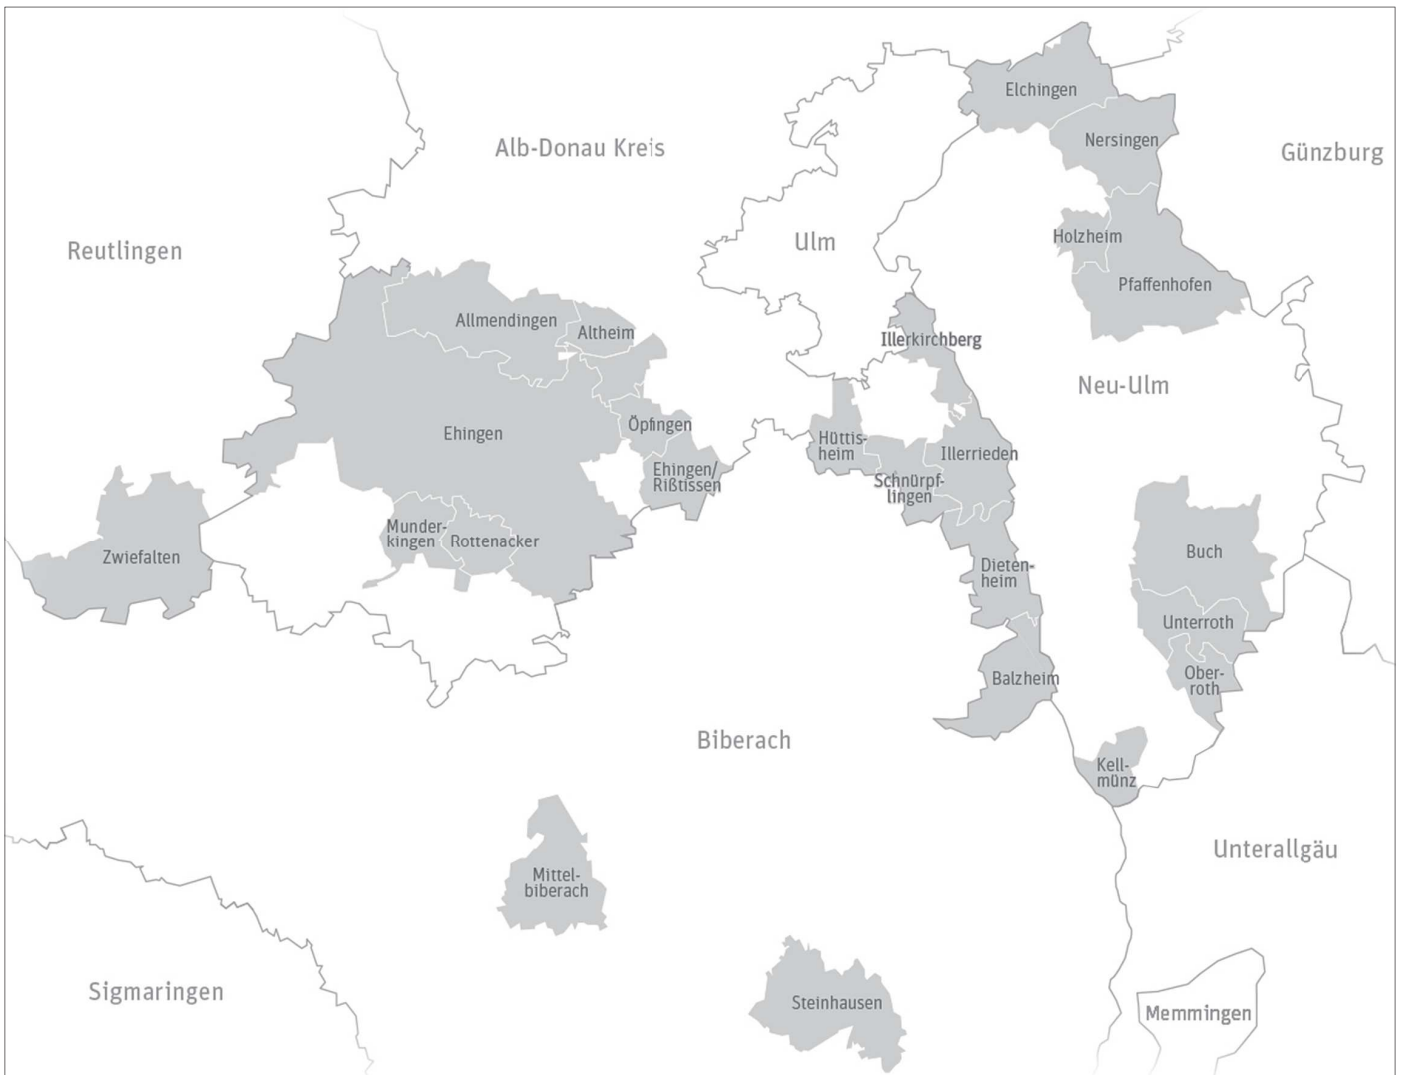 Elchingen
Nersingen
Alb-Donau Kreis
Günzburg
Reutlingen
Ulm
Holzheim
Pfaffenhofen
Allmendingen
Altheim
Illerkirchberg
Neu-Ulm
Öpfingen
Ehingen
Hüttis-
heim
Illerrieden
Ehingen/
Rißtissen
Schnürpf-
lingen
Munder-
kingen
Rottenacker
Zwiefalten
Buch
Dieten-
heim
Unterroth
Balzheim
Ober-
roth
Biberach
Kell-
münz
Unterallgäu
Mittel-
biberach
Sigmaringen
Steinhausen
Memmingen